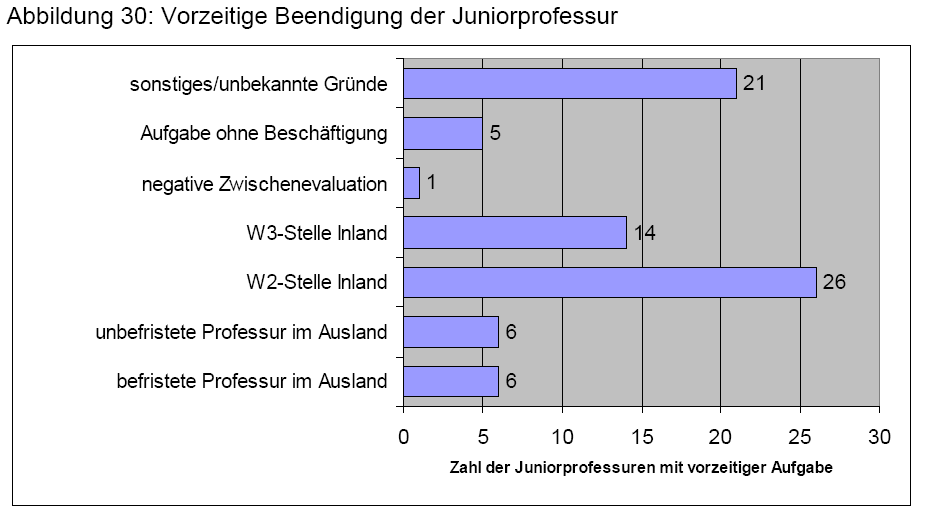 Abbildung 30: Vorzeitige Beendigung der Juniorprofessur
sonstiges/unbekannte Gründe 21
Aufgabe ohne Beschäftigung 5
negative Zwischenevaluation 1
W3-Stelle Inland 14
W2-Stelle Inland 26
unbefristete Professur im Ausland 6
befristete Professur im Ausland 6
0 5 10 15 20 25 30
Zahl der Juniorprofessuren mit vorzeitiger Aufgabe